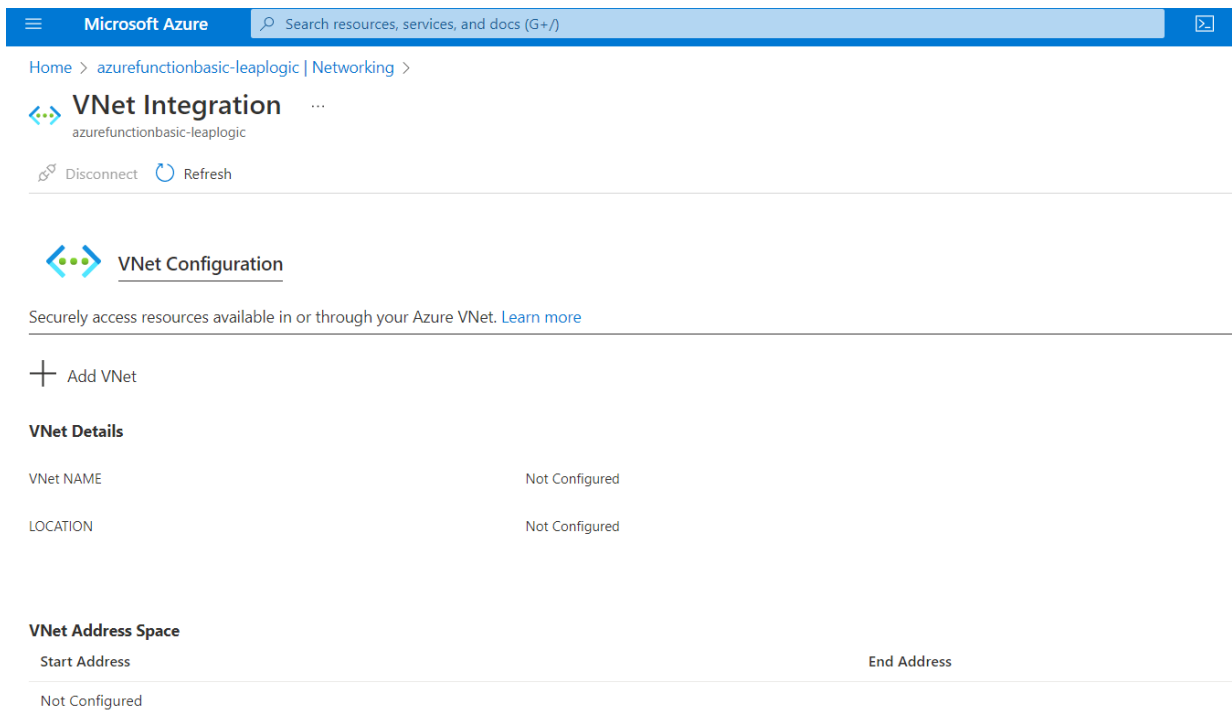 Microsoft Azure
Search resources, services, and docs (G+/)
Home > azurefunctionbasic-leaplogic | Networking >
VNet Integration ...
azurefunctionbasic-leaplogic
Disconnect Refresh
VNet Configuration
Securely access resources available in or through your Azure VNet. Learn more
Add VNet
VNet Details
VNet NAME Not Configured
LOCATION Not Configured
VNet Address Space
Start Address End Address
Not Configured